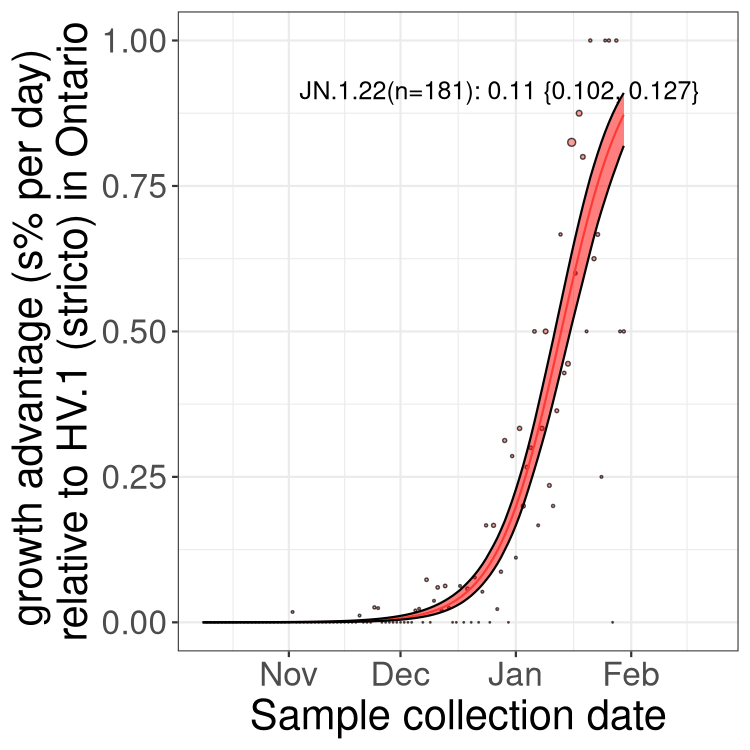 growth advantage (s% per day)
relative to HV.1 (stricto) in Ontario
1.00
0.75
0.50
0.25
0.00
JN.1.22(n=181): 0.11 {0.102, 0.127}
Nov Dec Jan Feb
Sample collection date